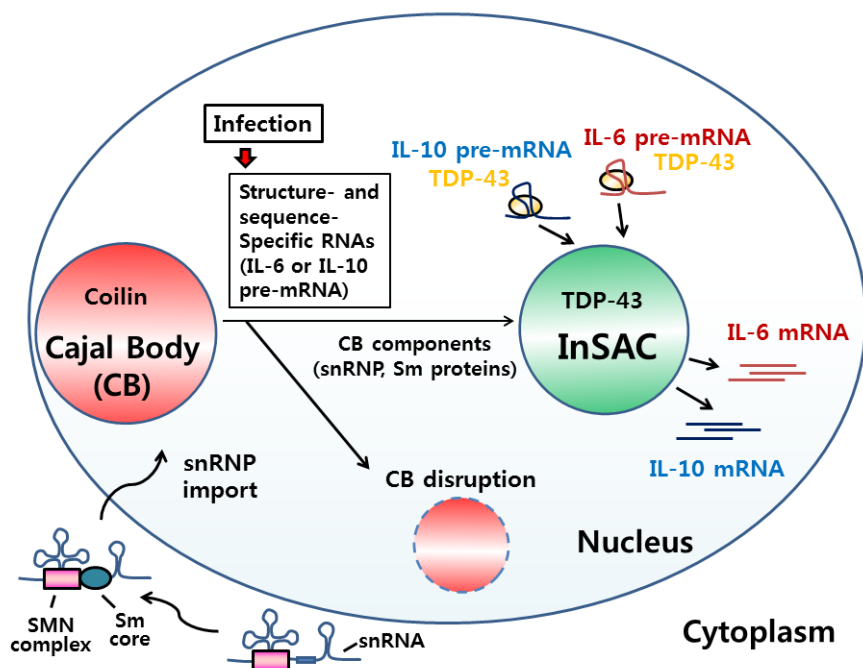 Infection
Structure- and
sequence-
Specific RNAs
(IL-6 or IL-10
pre-mRNA)
IL-10 pre-mRNA
TDP-43
IL-6 pre-mRNA
TDP-43
Coilin
Cajal Body
(CB)
CB components
(snRNP, Sm proteins)
TDP-43
InSAC
IL-6 mRNA
IL-10 mRNA
snRNP
import
CB disruption
Nucleus
SMN
complex
Sm
core
snRNA
Cytoplasm